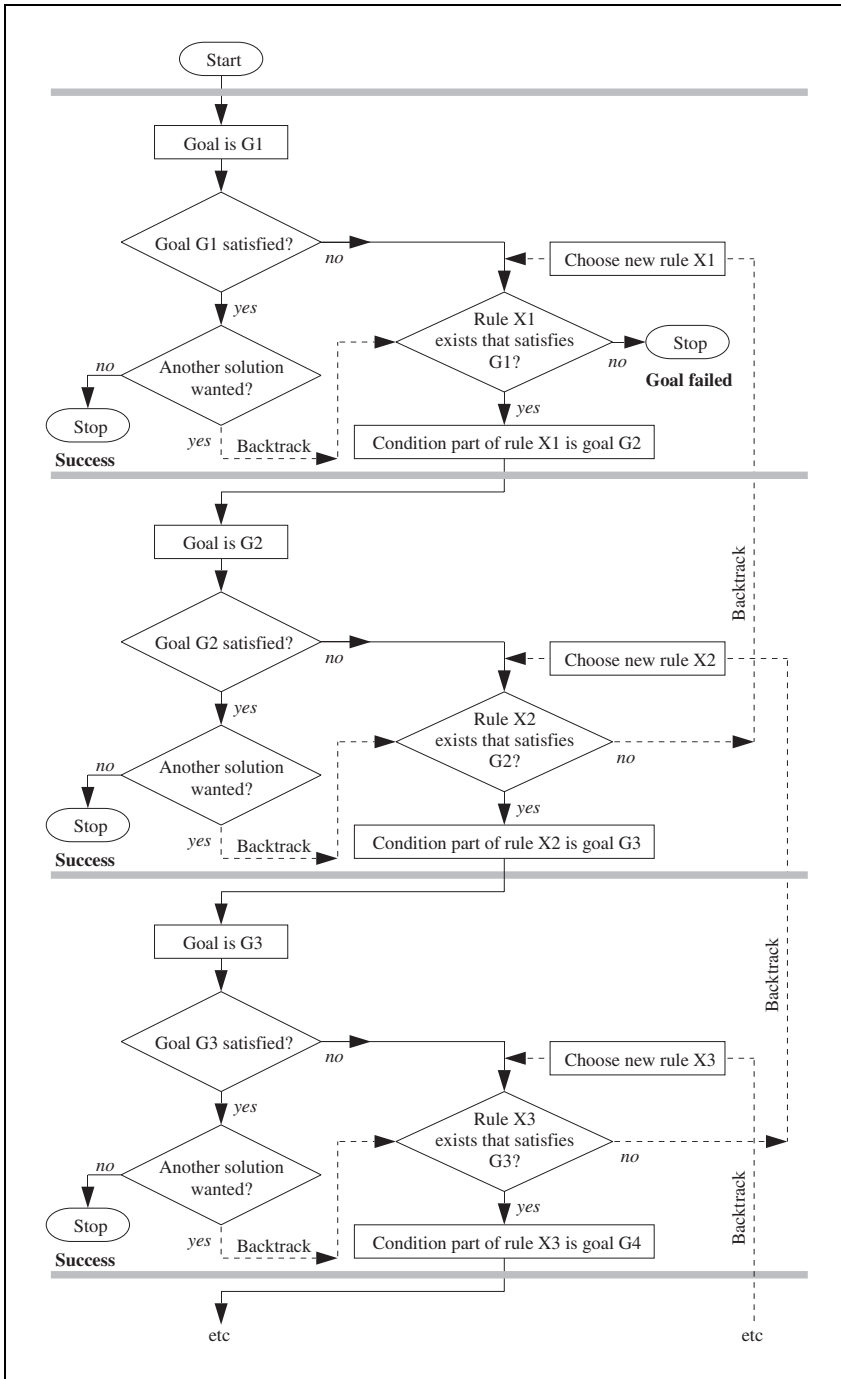 Start
Goal is G1
Goal G1 satisfied?
no
Choose new rule X1
yes
Rule X1
exists that satisfies
G1?
no
Stop
Goal failed
no
Another solution
wanted?
Stop
Success
yes
Backtrack
yes
Condition part of rule X1 is goal G2
Goal is G2
Backtrack
Goal G2 satisfied?
no
Choose new rule X2
yes
Rule X2
exists that satisfies
G2?
no
no
Another solution
wanted?
Stop
Success
yes
Backtrack
yes
Condition part of rule X2 is goal G3
Goal is G3
Backtrack
Goal G3 satisfied?
no
Choose new rule X3
yes
Rule X3
exists that satisfies
G3?
no
no
Another solution
wanted?
Stop
Success
yes
Backtrack
yes
Condition part of rule X3 is goal G4
Backtrack
etc
etc